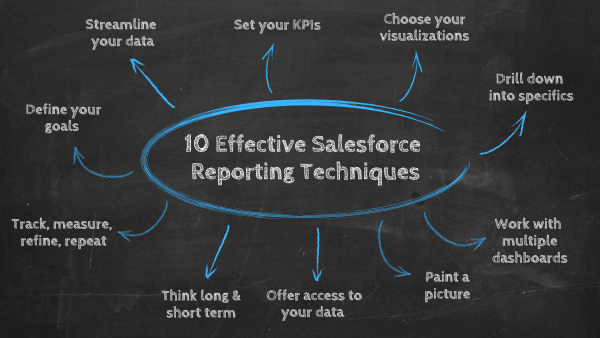 10 Effective Salesforce
Reporting Techniques
Define your
goals
Streamline
your data
Set your KPIs
Choose your
visualizations
Drill down
into specifics
Work with
multiple
dashboards
Paint a
picture
Offer access to
your data
Think long &
short term
Track, measure,
refine, repeat